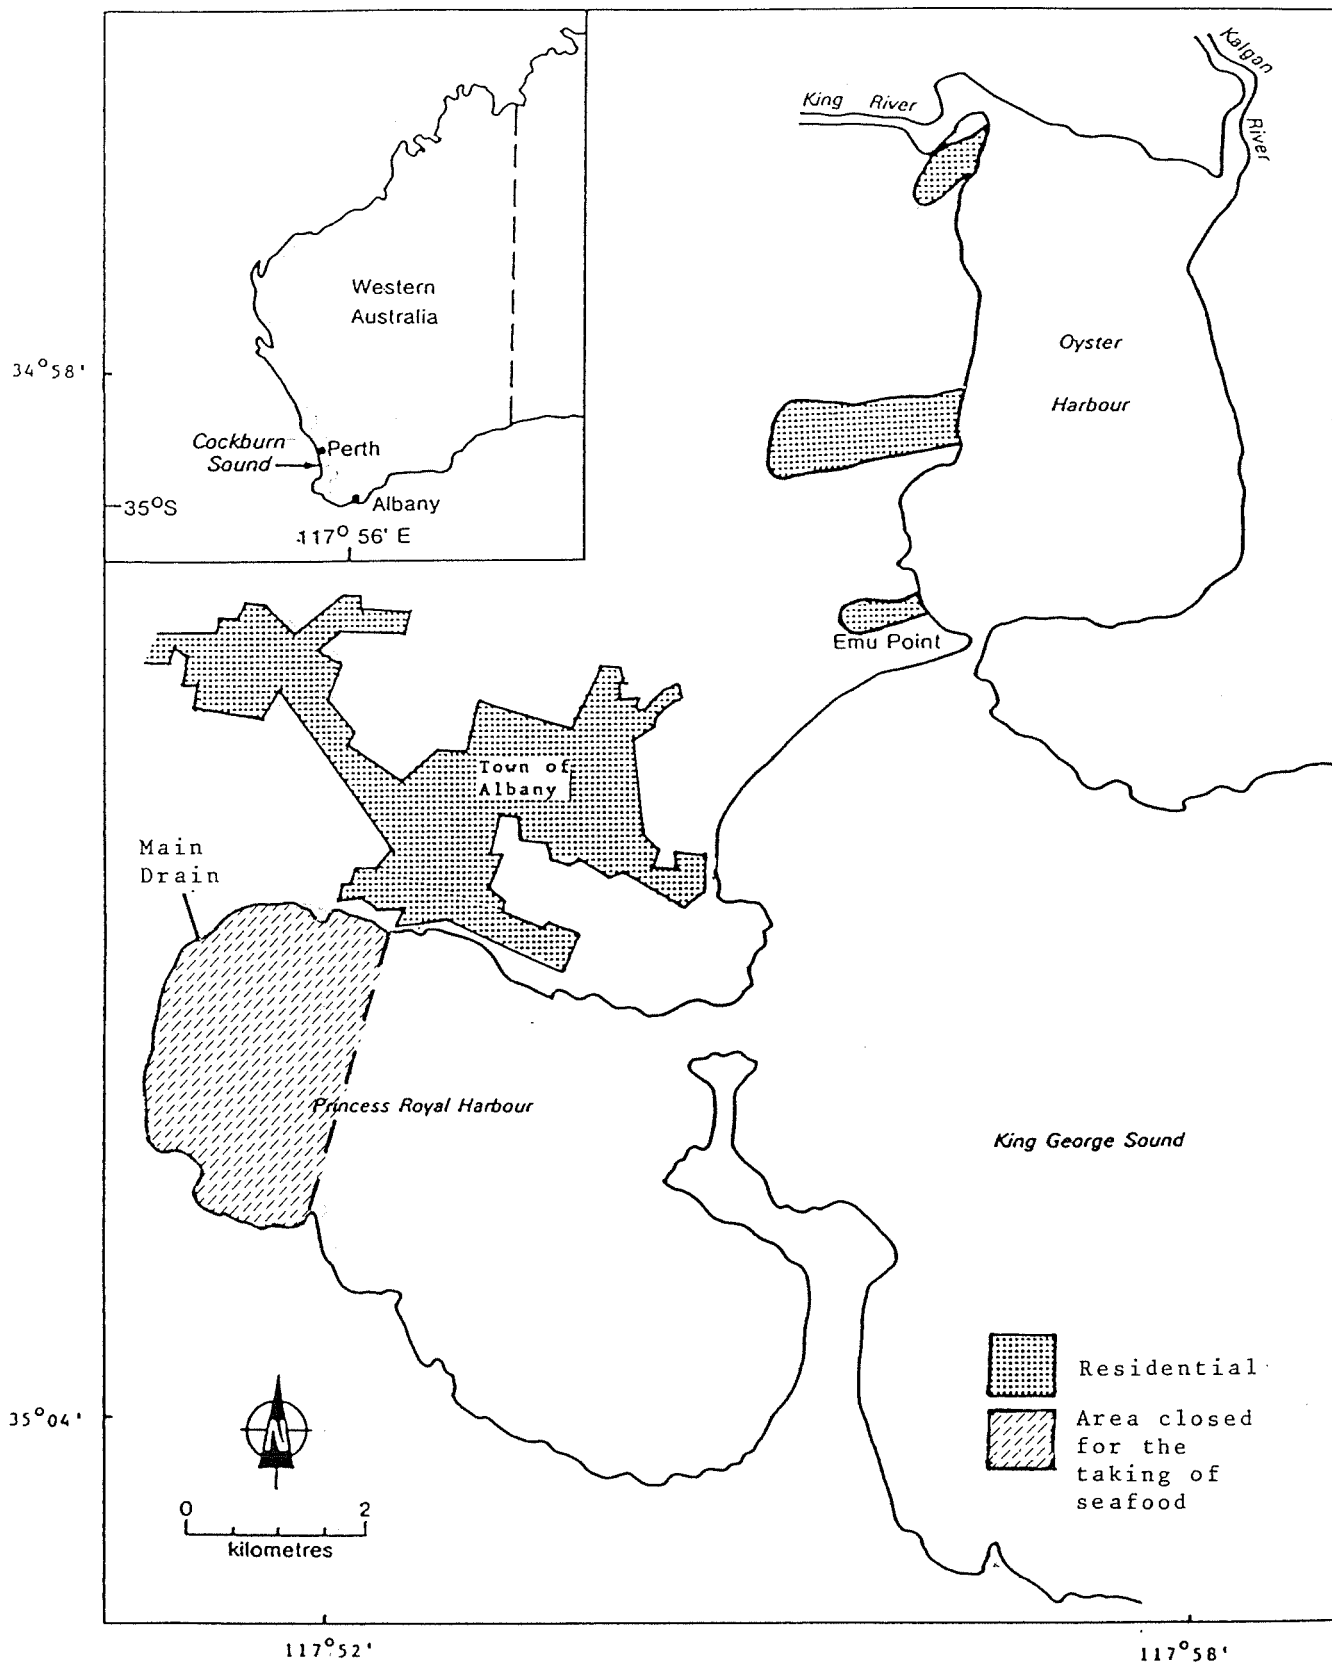 Kalgan
River
King River
Western
Australia
Oyster
Harbour
34°58'
Cockburn
Sound
Perth
Albany
35°S
117° 56' E
Emu Point
Town of
Albany
Main
Drain
Princess Royal Harbour
King George Sound
Residential
Area closed
for the
taking of
seafood
35°04'
N
0 2
kilometres
117°52'
117°58'